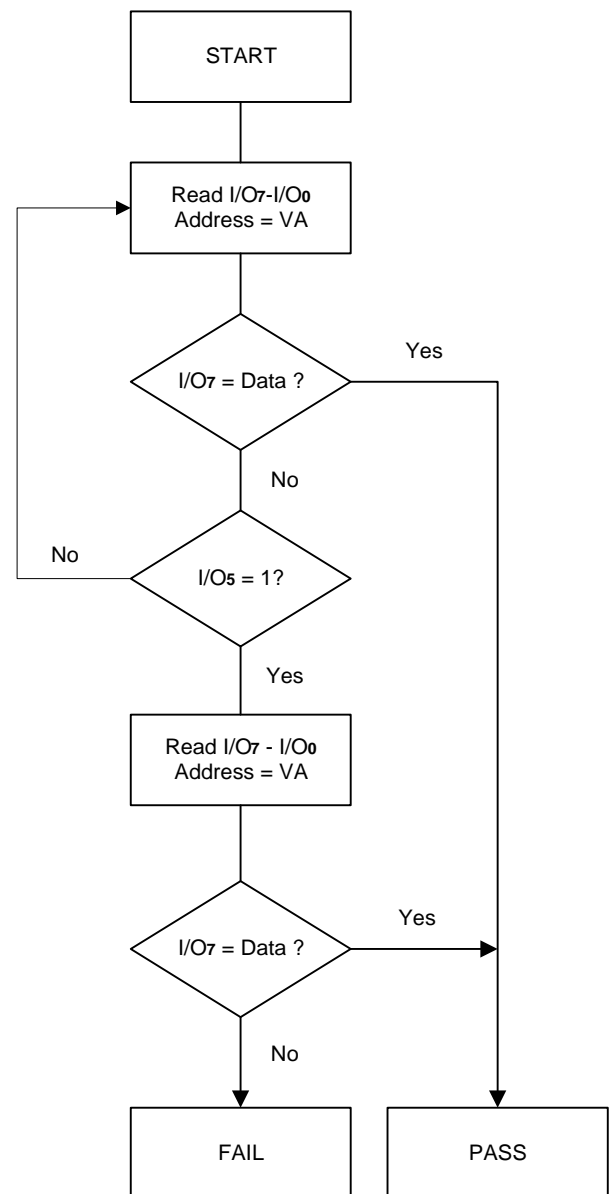 START
Read I/O7-I/O0
Address = VA
I/O7 = Data ?
Yes
No
No
I/O5 = 1?
Yes
Read I/O7 - I/O0
Address = VA
I/O7 = Data ?
Yes
No
FAIL
PASS